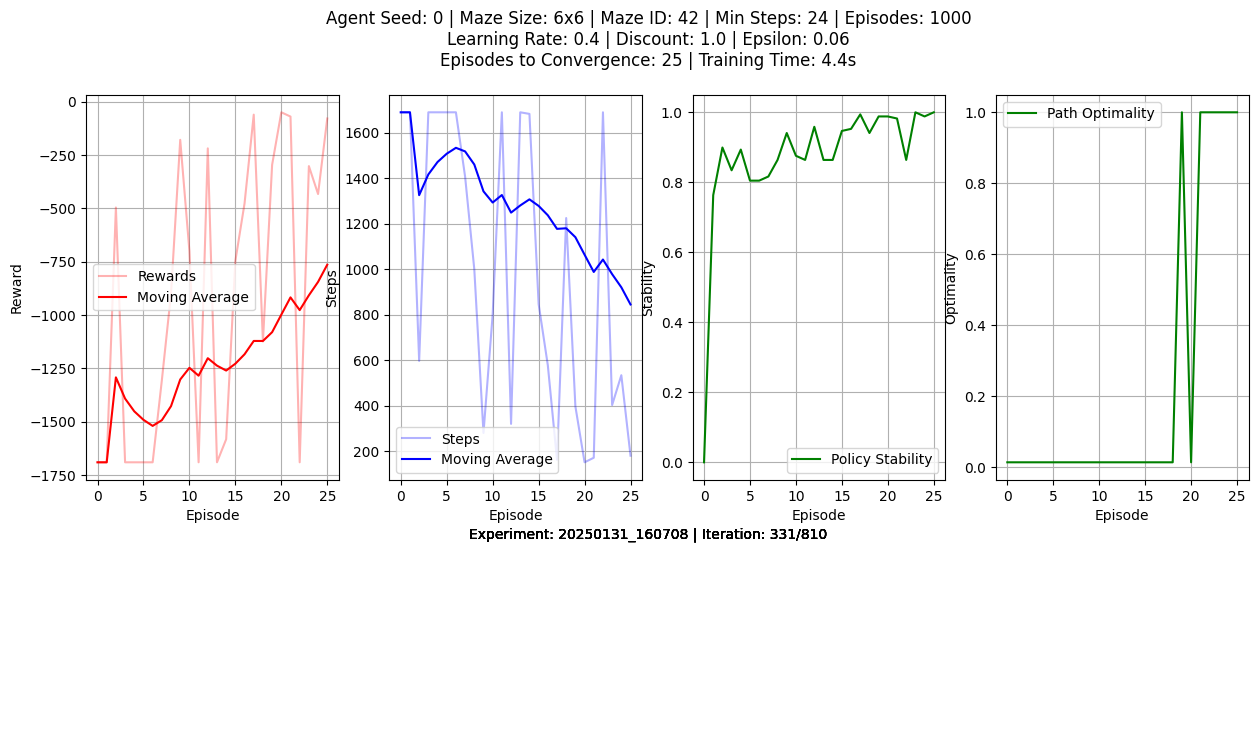 Agent Seed: 0 | Maze Size: 6x6 | Maze ID: 42 | Min Steps: 24 | Episodes: 1000
Learning Rate: 0.4 | Discount: 1.0 | Epsilon: 0.06
Episodes to Convergence: 25 | Training Time: 4.4s
Reward
0
−250
−500
−750
−1000
−1250
−1500
−1750
Rewards
Moving Average
0 5 10 15 20 25
Episode
Steps
1600
1400
1200
1000
800
600
400
200
Steps
Moving Average
0 5 10 15 20 25
Episode
Stability
1.0
0.8
0.6
0.4
0.2
0.0
Policy Stability
0 5 10 15 20 25
Episode
Optimality
1.0
0.8
0.6
0.4
0.2
0.0
Path Optimality
0 5 10 15 20 25
Episode
Experiment: 20250131_160708 | Iteration: 331/810